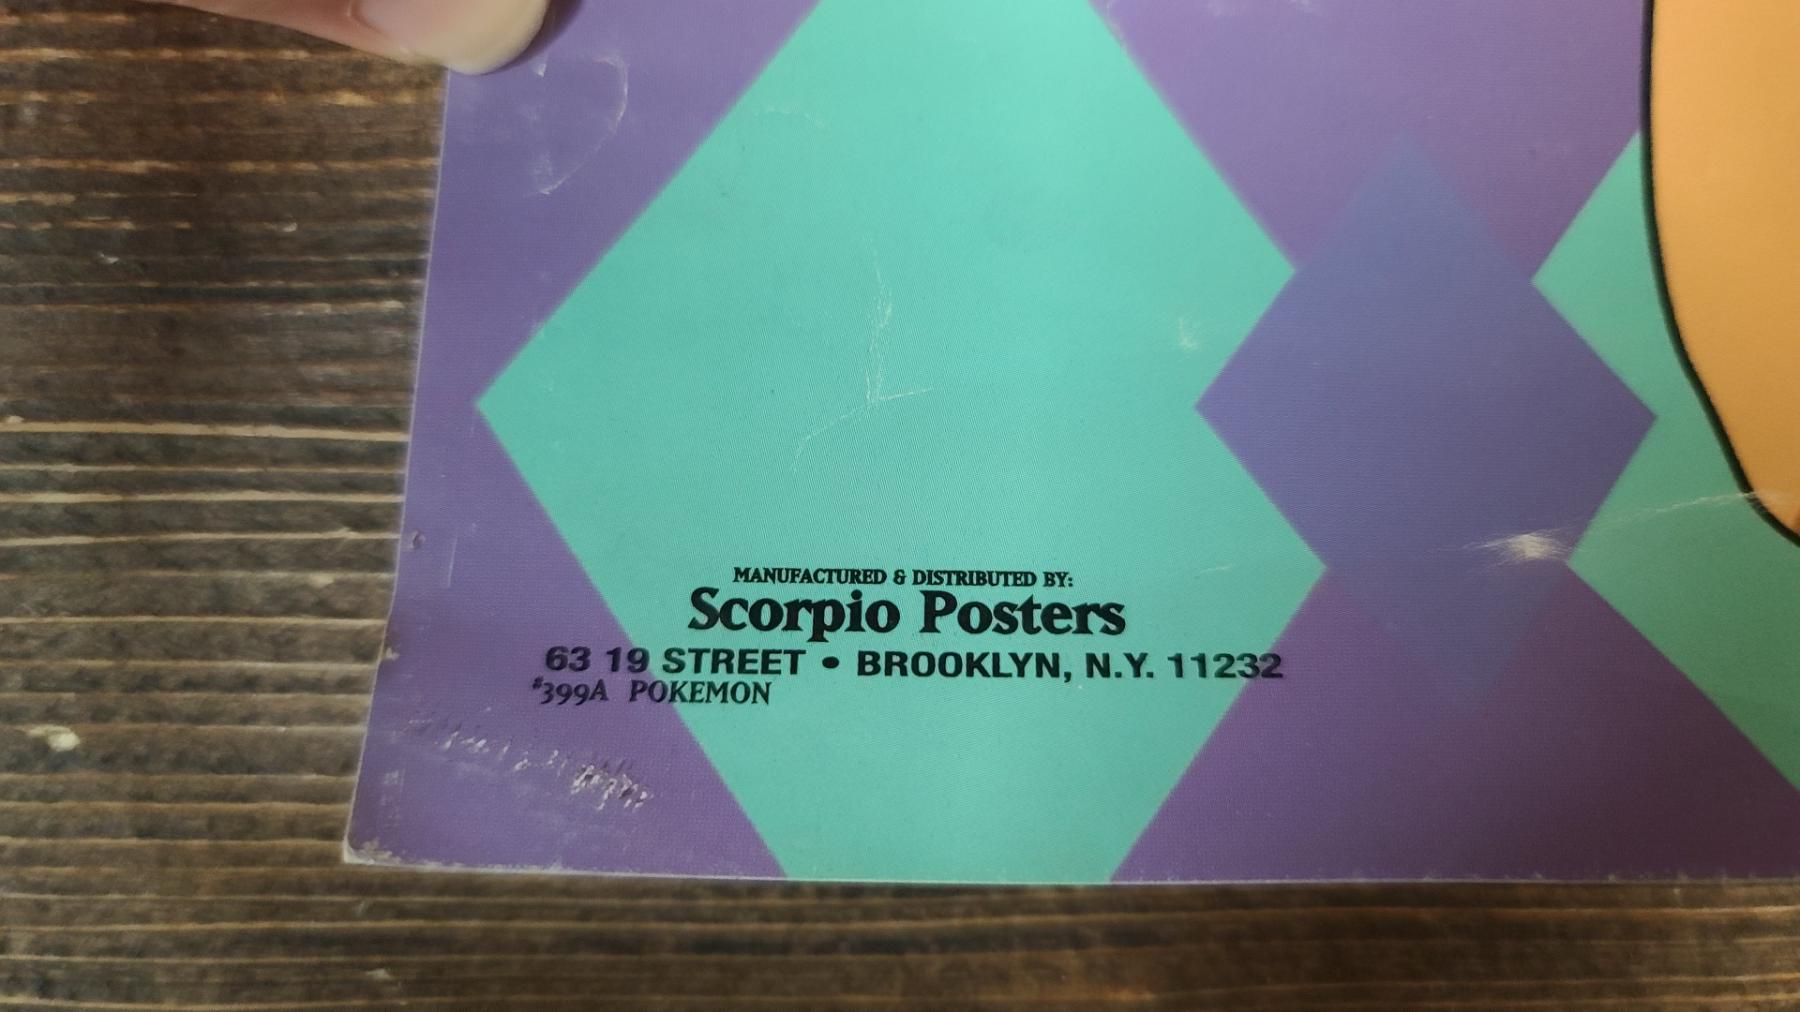 MANUFACTURED & DISTRIBUTED BY:
Scorpio Posters
63 19 STREET • BROOKLYN, N.Y. 11232
#399A POKEMON